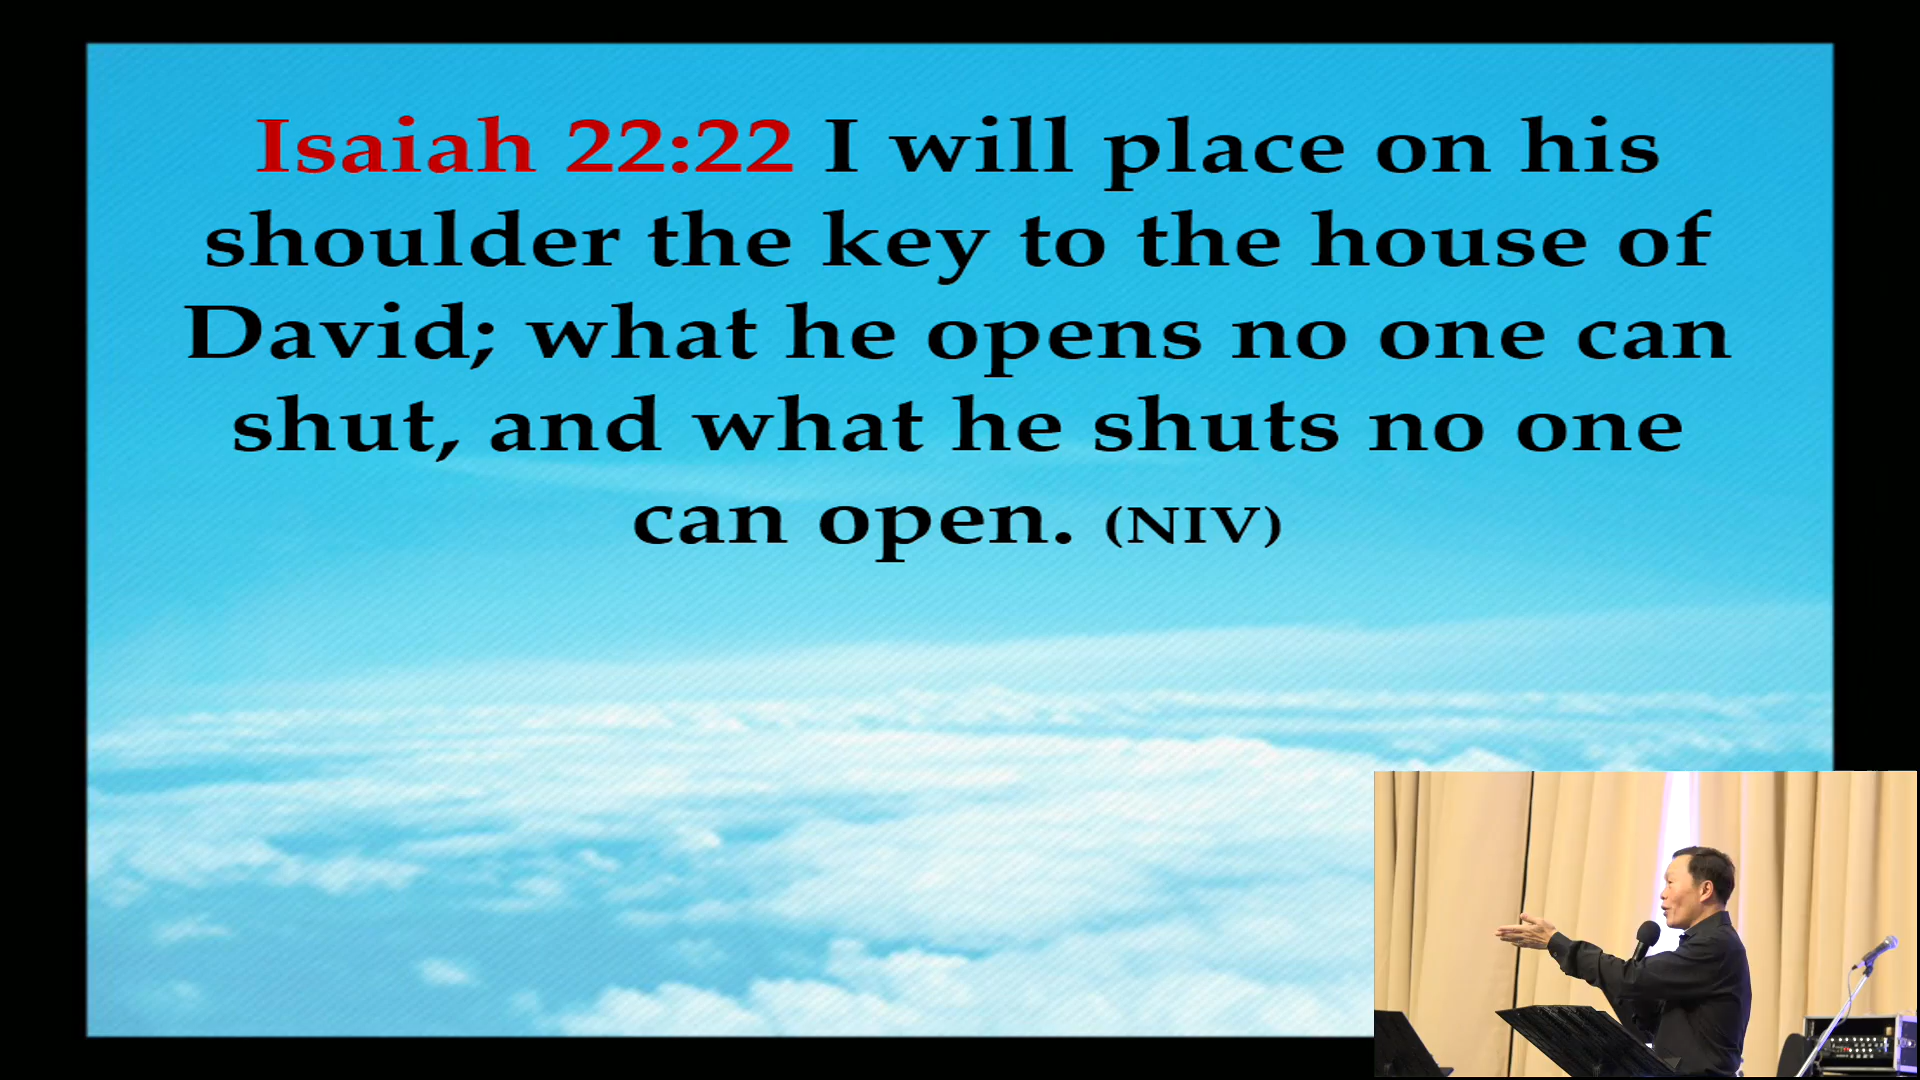 Isaiah 22:22 I will place on his
shoulder the key to the house of
David; what he opens no one can
shut, and what he shuts no one
can open. (NIV)